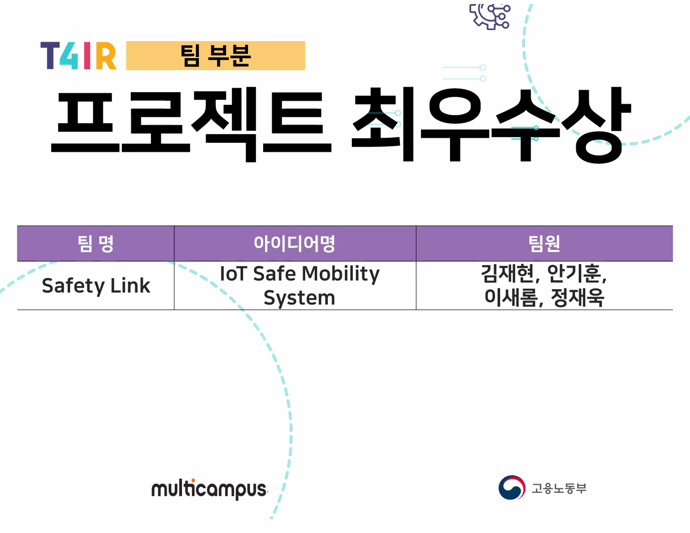 T4IR 팀 부분
프로젝트 최우수상
팀 명 아이디어명 팀원
Safety Link IoT Safe Mobility System 김재현, 안기훈, 이새롬, 정재욱
multicampus 고용노동부